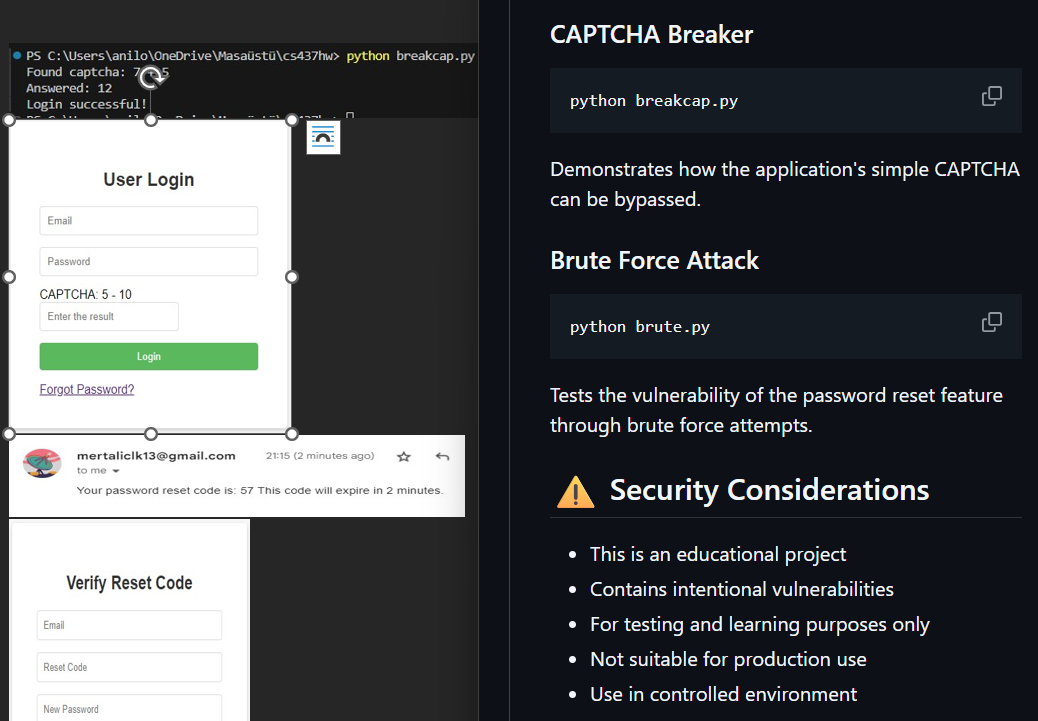 PS C:\Users\anilo\OneDrive\Masaüstü\cs437hw> python breakcap.py
Found captcha: 7 + 5
Answered: 12
Login successful!
User Login
Email
Password
CAPTCHA: 5 - 10
Enter the result
Login
Forgot Password?
mertaliclk13@gmail.com 21:15 (2 minutes ago)
to me
Your password reset code is: 57 This code will expire in 2 minutes.
Verify Reset Code
Email
Reset Code
New Password
CAPTCHA Breaker
python breakcap.py
Demonstrates how the application's simple CAPTCHA
can be bypassed.
Brute Force Attack
python brute.py
Tests the vulnerability of the password reset feature
through brute force attempts.
Security Considerations
• This is an educational project
• Contains intentional vulnerabilities
• For testing and learning purposes only
• Not suitable for production use
• Use in controlled environment